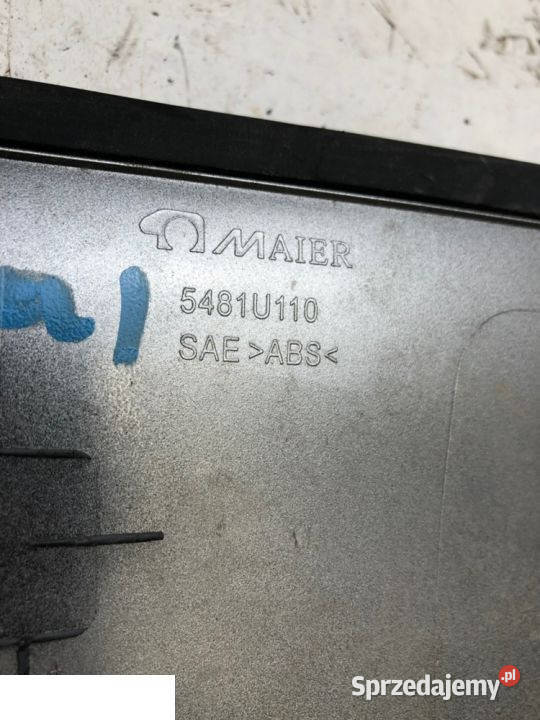 MAIER
5481U110
SAE >ABS<
Sprzedajemy.pl